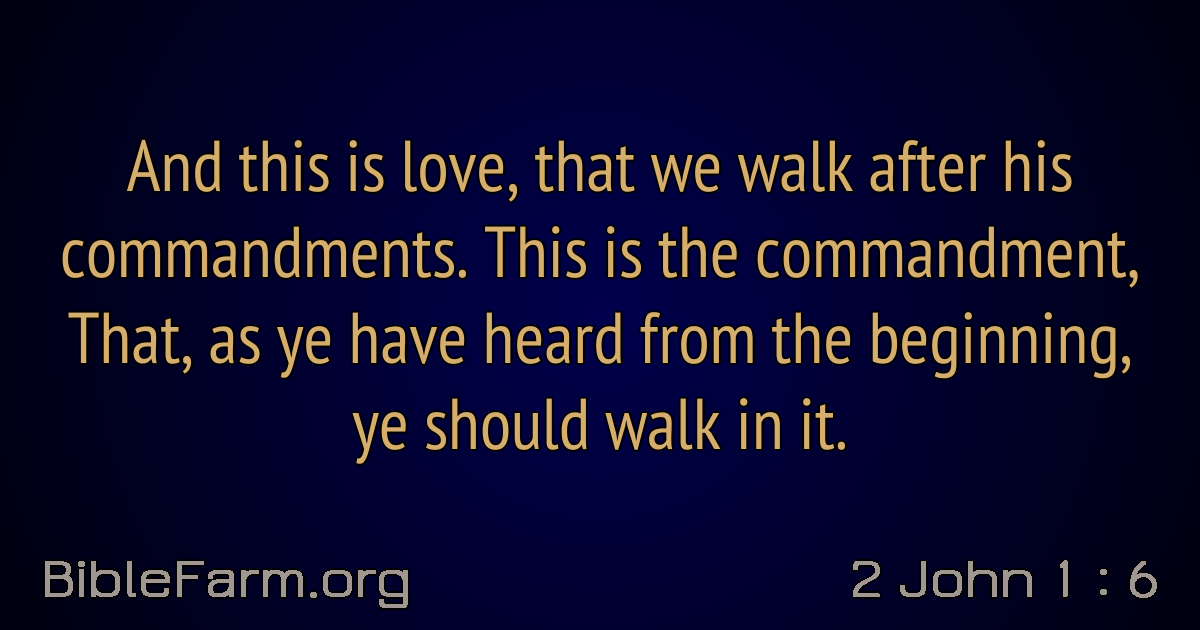 And this is love, that we walk after his
commandments. This is the commandment,
That, as ye have heard from the beginning,
ye should walk in it.
BibleFarm.org
2 John 1 : 6